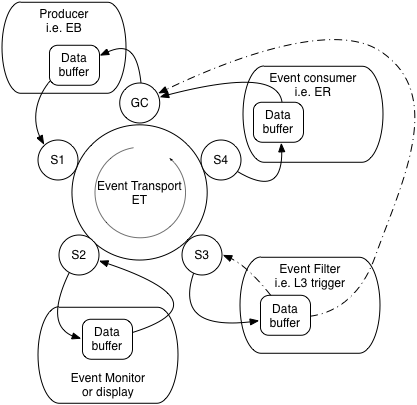 Producer
i.e. EB
Data
buffer
GC
Event consumer
i.e. ER
Data
buffer
S1
S4
Event Transport
ET
S2
S3
Event Filter
i.e. L3 trigger
Data
buffer
Data
buffer
Event Monitor
or display